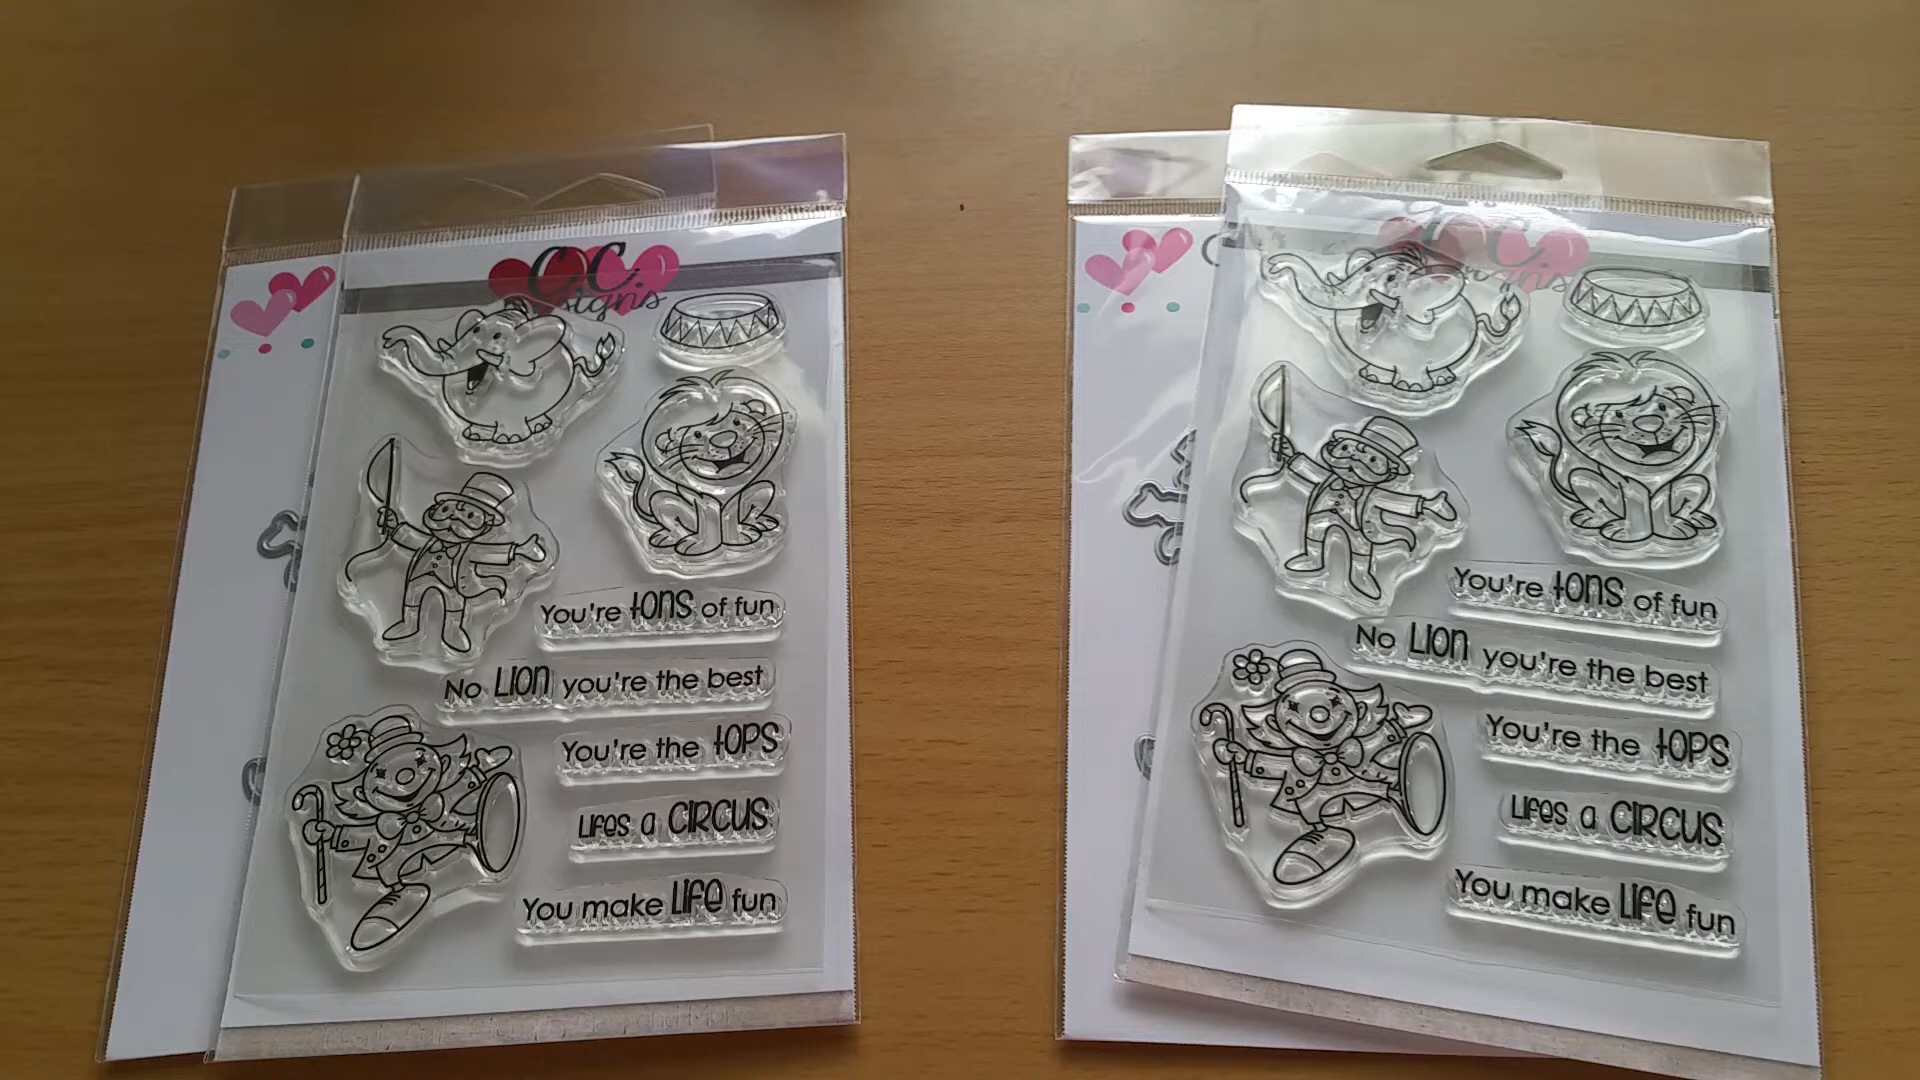 C.C.
signs
You're tons of fun
No Lion you're the best
You're the tops
Lifes a CIRCUS
You make Life fun
C
C.
signs
You're tons of fun
No Lion you're the best
You're the tops
Lifes a CIRCUS
You make Life fun